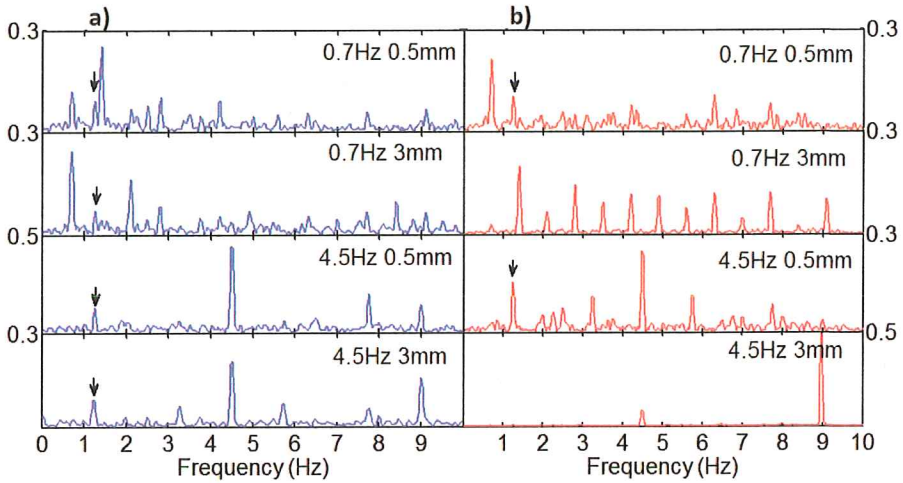 a) b)
0.3 0.3
0.7Hz 0.5mm 0.7Hz 0.5mm
0.3 0.3
0.7Hz 3mm 0.7Hz 3mm
0.5 0.3
4.5Hz 0.5mm 4.5Hz 0.5mm
0.3 0.5
4.5Hz 3mm 4.5Hz 3mm
0 1 2 3 4 5 6 7 8 9 1 2 3 4 5 6 7 8 9 10
Frequency (Hz) Frequency (Hz)